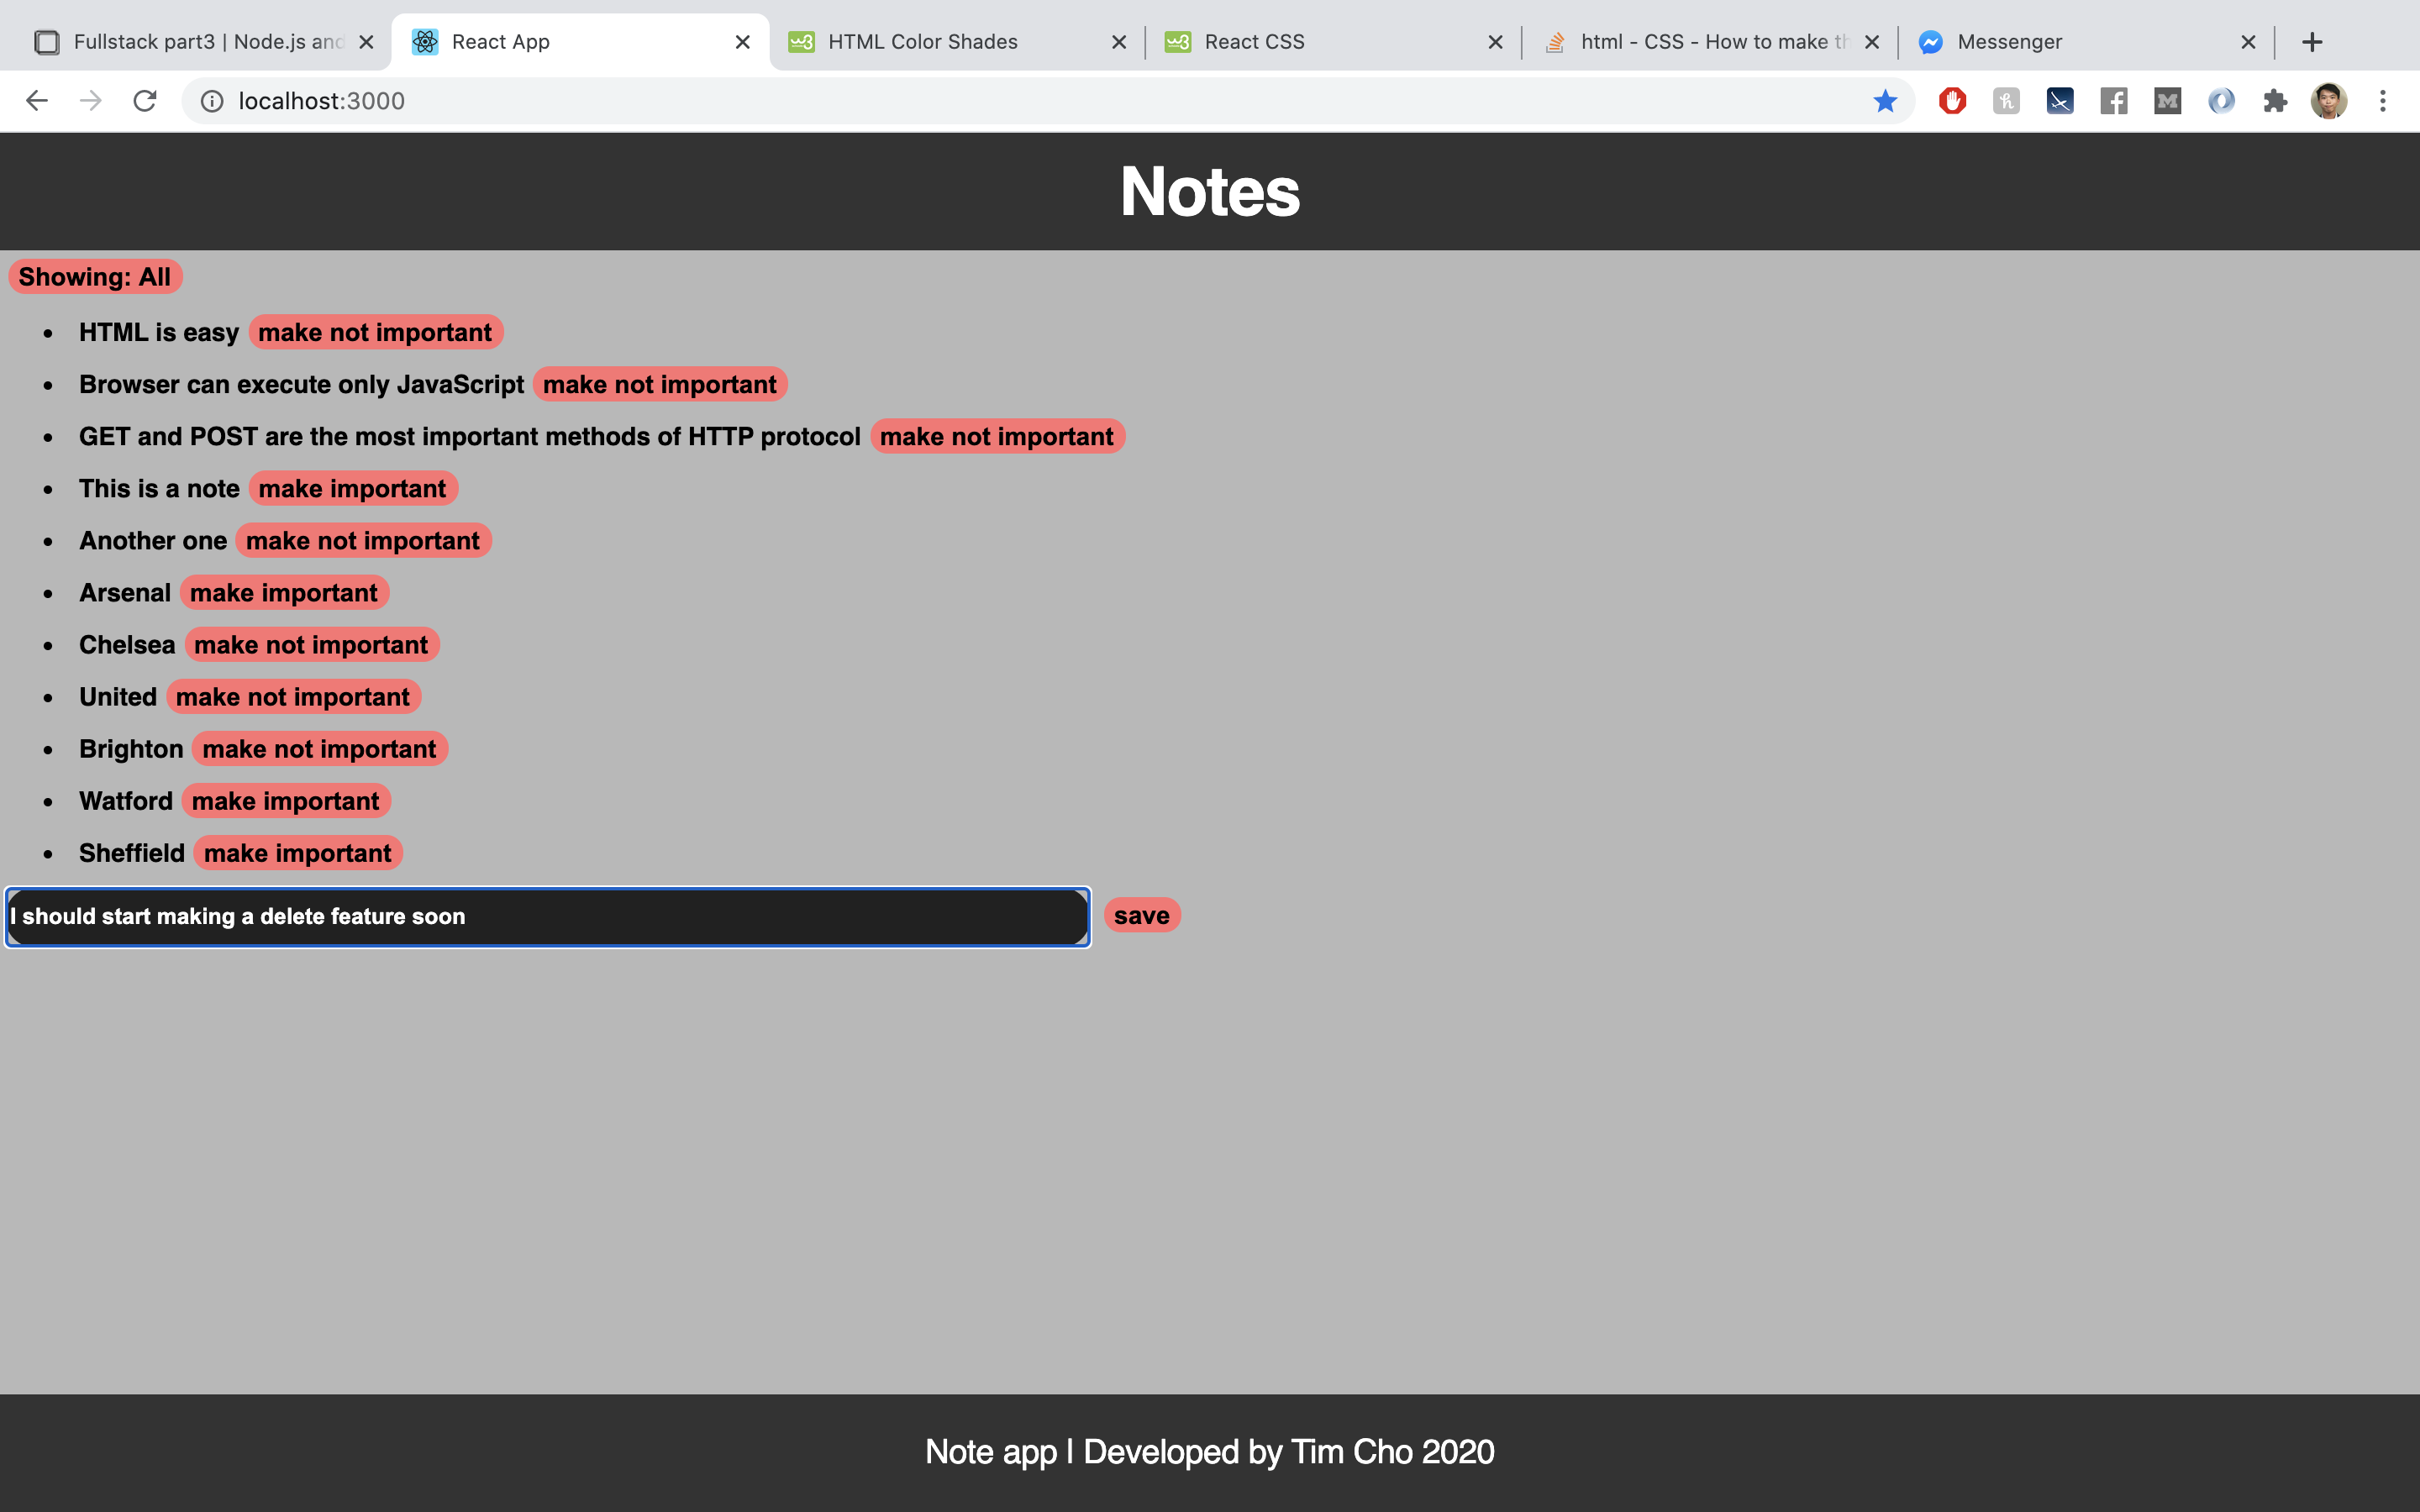 Fullstack part3 | Node.js and
React App
HTML Color Shades
React CSS
html - CSS - How to make th
Messenger
localhost:3000
Notes
Showing: All
HTML is easy make not important
Browser can execute only JavaScript make not important
GET and POST are the most important methods of HTTP protocol make not important
This is a note make important
Another one make not important
Arsenal make important
Chelsea make not important
United make not important
Brighton make not important
Watford make important
Sheffield make important
I should start making a delete feature soon save
Note app | Developed by Tim Cho 2020